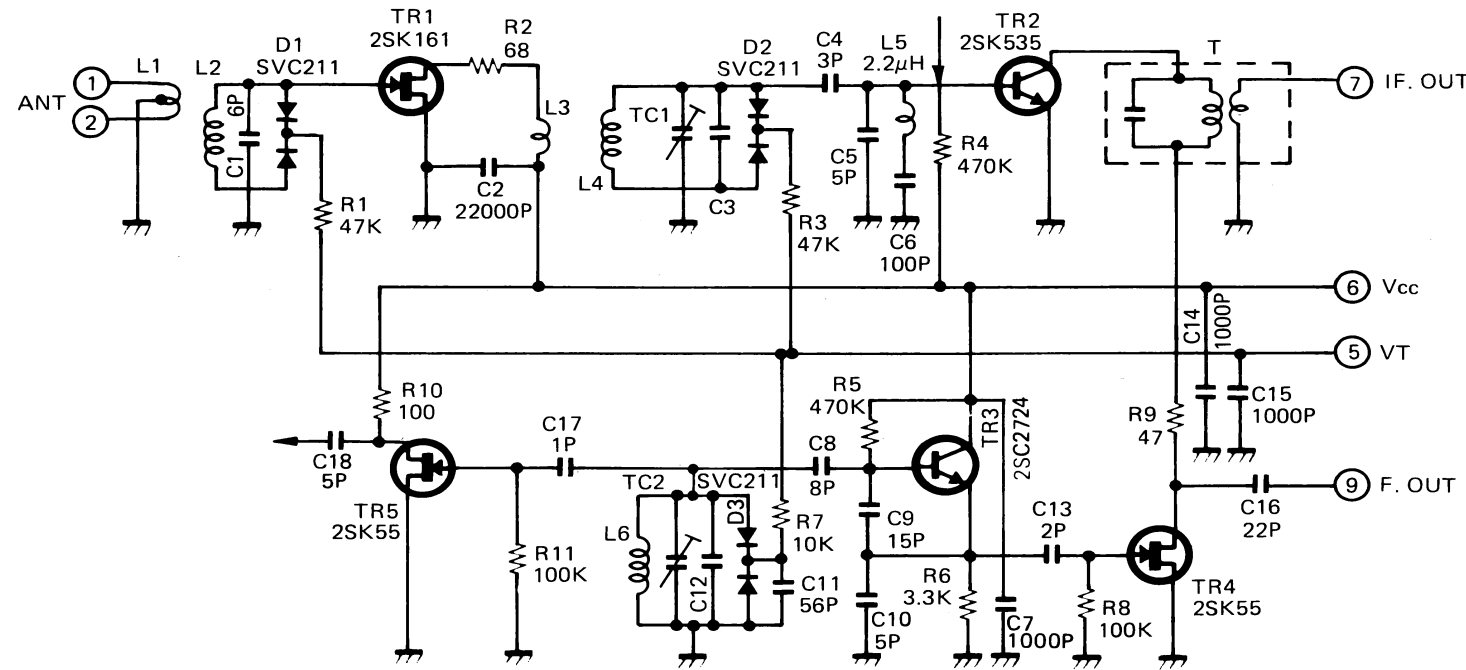 TR1
2SK161
R2
68
D1
SVC211
L1
L2
ANT
1
2
6P
C1
R1
47K
L3
C2
22000P
D2
SVC211
TC1
L4
C3
C4
3P
L5
2.2µH
C5
5P
C6
100P
R3
47K
R4
470K
TR2
2SK535
T
7 IF. OUT
6 Vcc
5 VT
C14
1000P
C15
1000P
R10
100
C18
5P
TR5
2SK55
C17
1P
R11
100K
TC2
SVC211
D3
L6
C12
R7
10K
C11
56P
C8
8P
R5
470K
TR3
2SC2724
C9
15P
C10
5P
R6
3.3K
C7
1000P
C13
2P
R8
100K
TR4
2SK55
R9
47
C16
22P
9 F. OUT